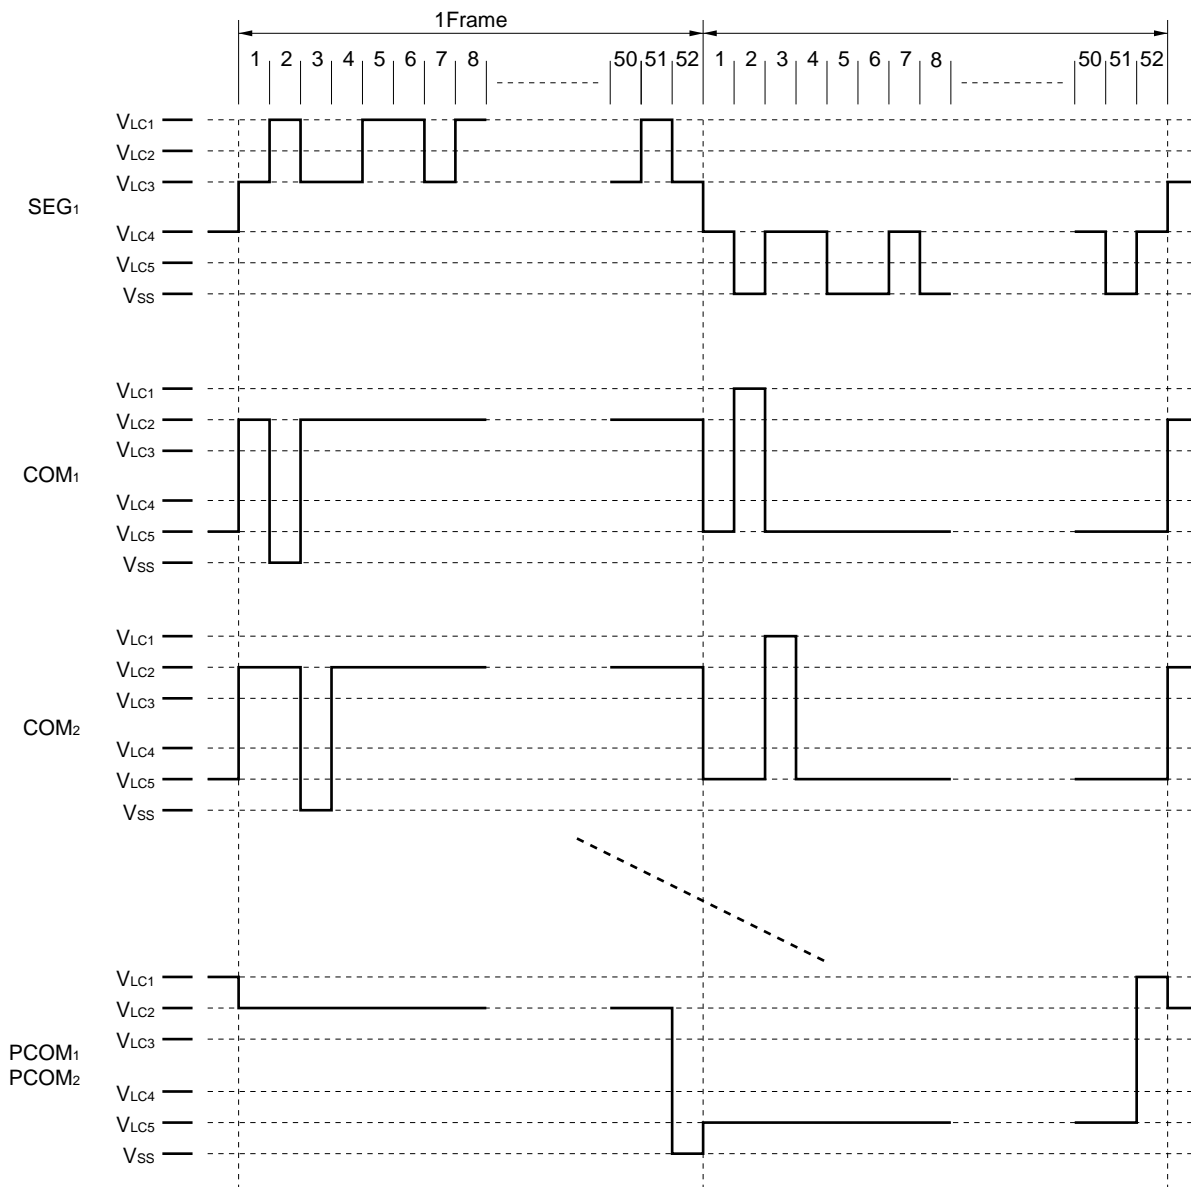 1Frame
1 2 3 4 5 6 7 8 50 51 52 1 2 3 4 5 6 7 8 50 51 52
SEG1
VLC1
VLC2
VLC3
VLC4
VLC5
VSS
COM1
VLC1
VLC2
VLC3
VLC4
VLC5
VSS
COM2
VLC1
VLC2
VLC3
VLC4
VLC5
VSS
PCOM1
PCOM2
VLC1
VLC2
VLC3
VLC4
VLC5
VSS